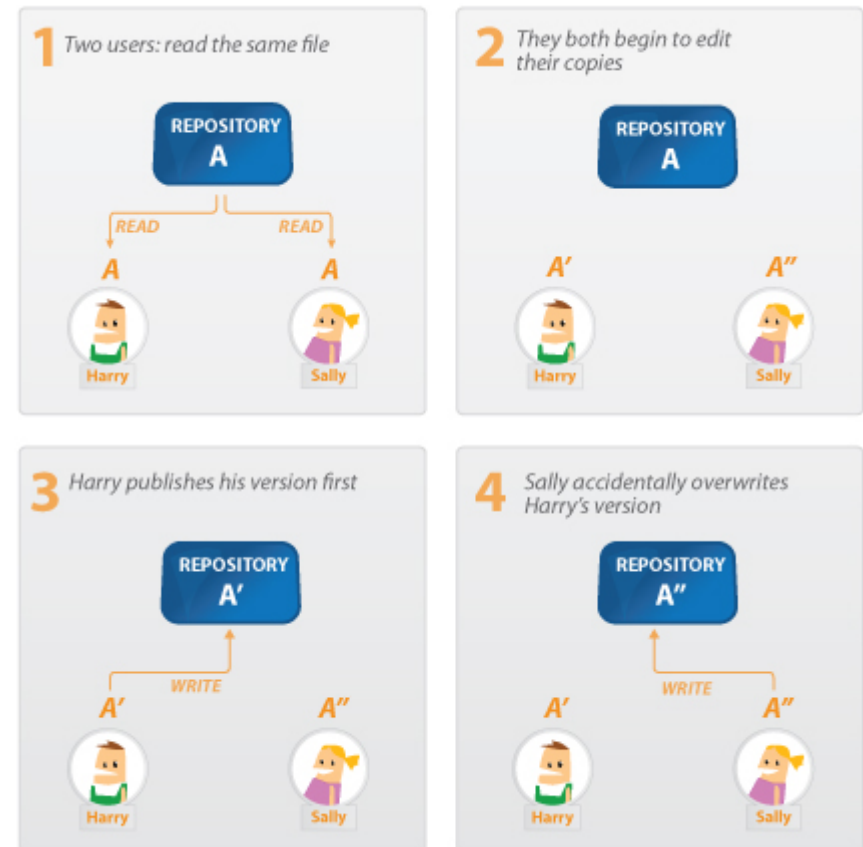 1 Two users: read the same file
REPOSITORY
A
READ READ
A A
Harry Sally
2 They both begin to edit
their copies
REPOSITORY
A
A′ A″
Harry Sally
3 Harry publishes his version first
REPOSITORY
A′
WRITE
A′ A″
Harry Sally
4 Sally accidentally overwrites
Harry's version
REPOSITORY
A″
WRITE
A′ A″
Harry Sally